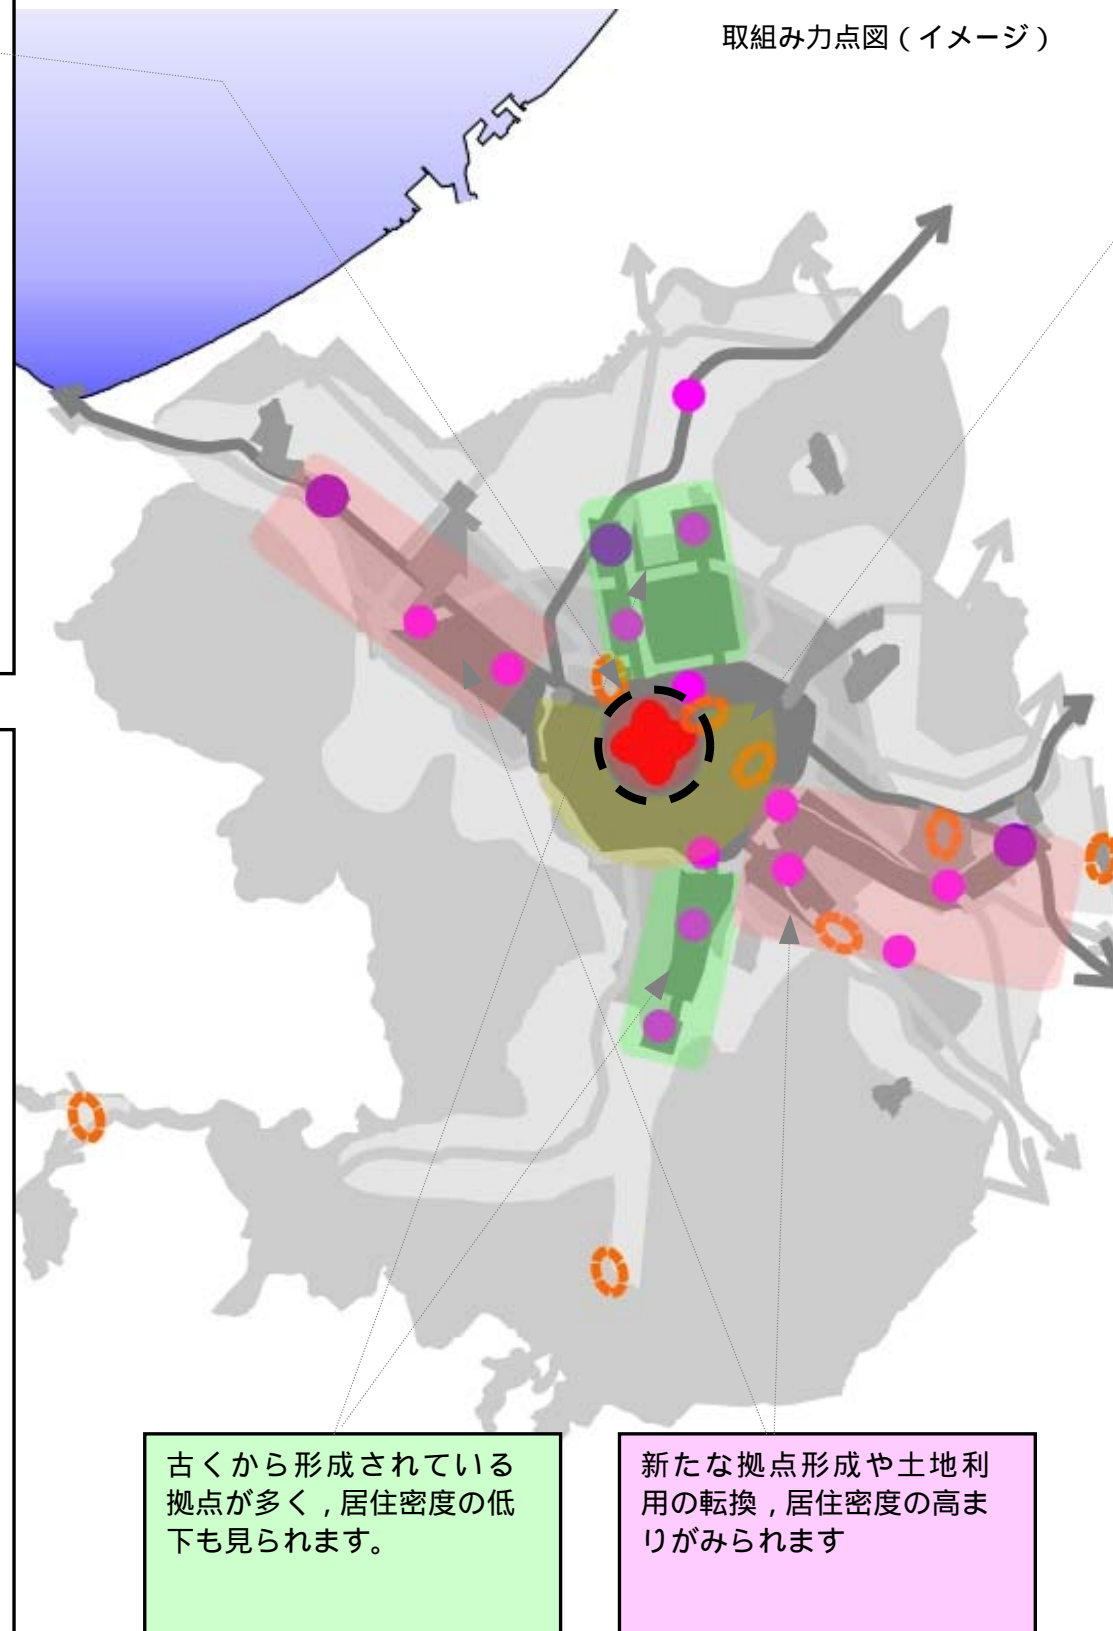 取組み力点図（イメージ）
古くから形成されている
拠点が多く，居住密度の低
下も見られます。
新たな拠点形成や土地利
用の転換，居住密度の高ま
りがみられます